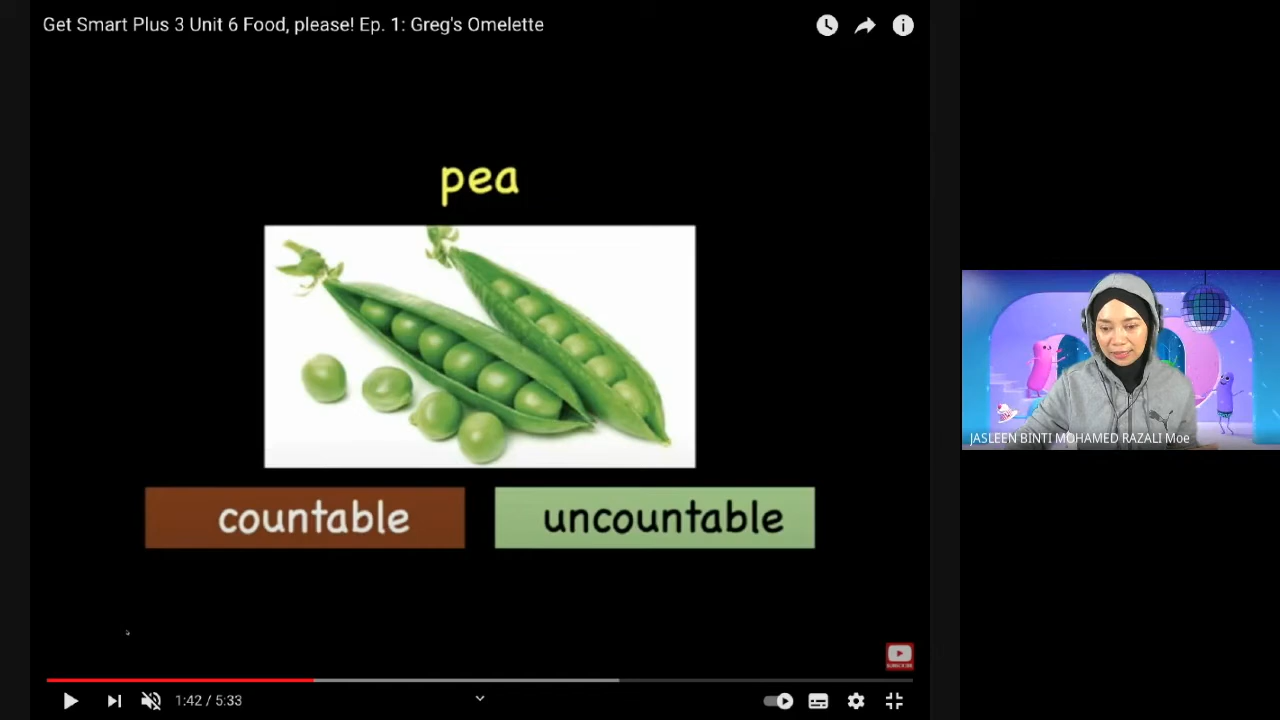 Get Smart Plus 3 Unit 6 Food, please! Ep. 1: Greg's Omelette
pea
countable
uncountable
1:42 / 5:33
JASLEEN BINTI MOHAMED RAZALI Moe